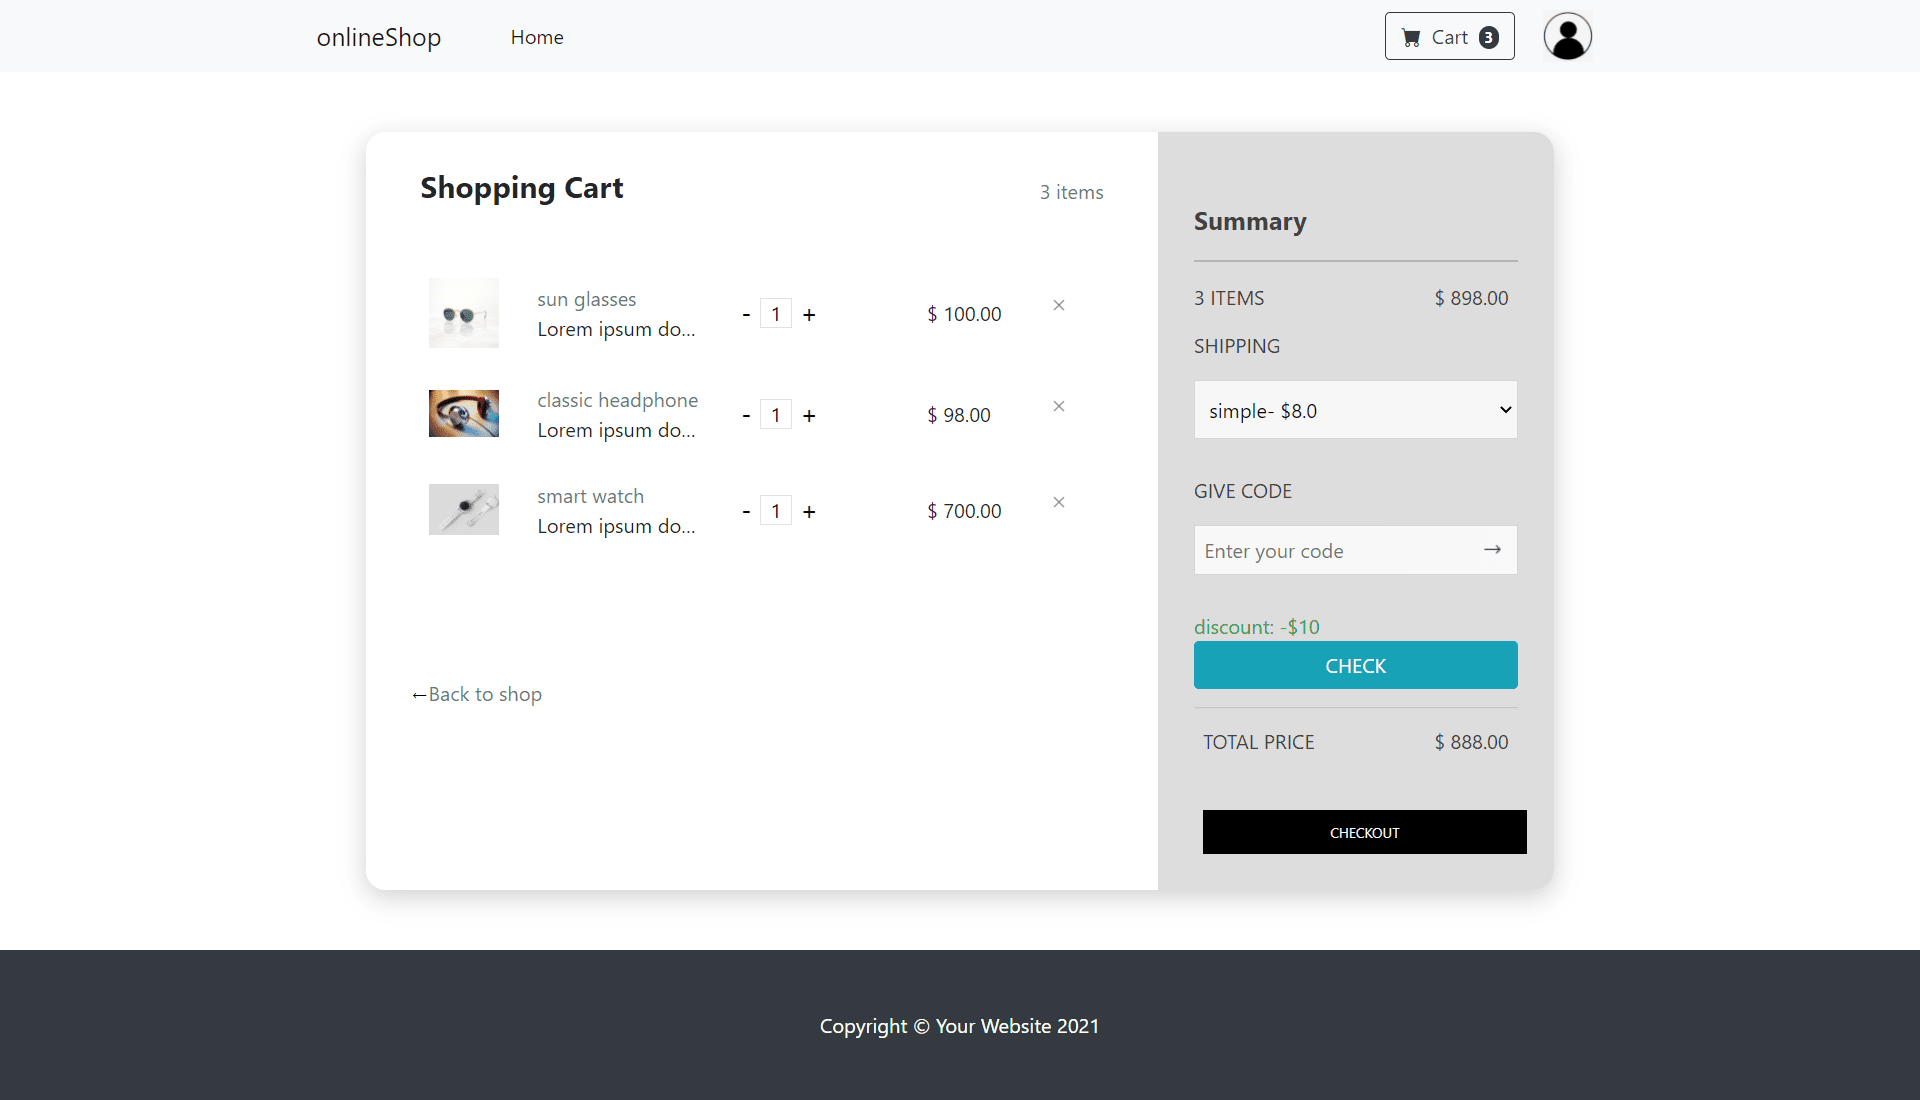 onlineShop Home Cart 3
Shopping Cart 3 items
sun glasses
Lorem ipsum do...
- 1 + $ 100.00 ×
classic headphone
Lorem ipsum do...
- 1 + $ 98.00 ×
smart watch
Lorem ipsum do...
- 1 + $ 700.00 ×
←Back to shop
Summary
3 ITEMS $ 898.00
SHIPPING
simple- $8.0
GIVE CODE
Enter your code →
discount: -$10
CHECK
TOTAL PRICE $ 888.00
CHECKOUT
Copyright © Your Website 2021